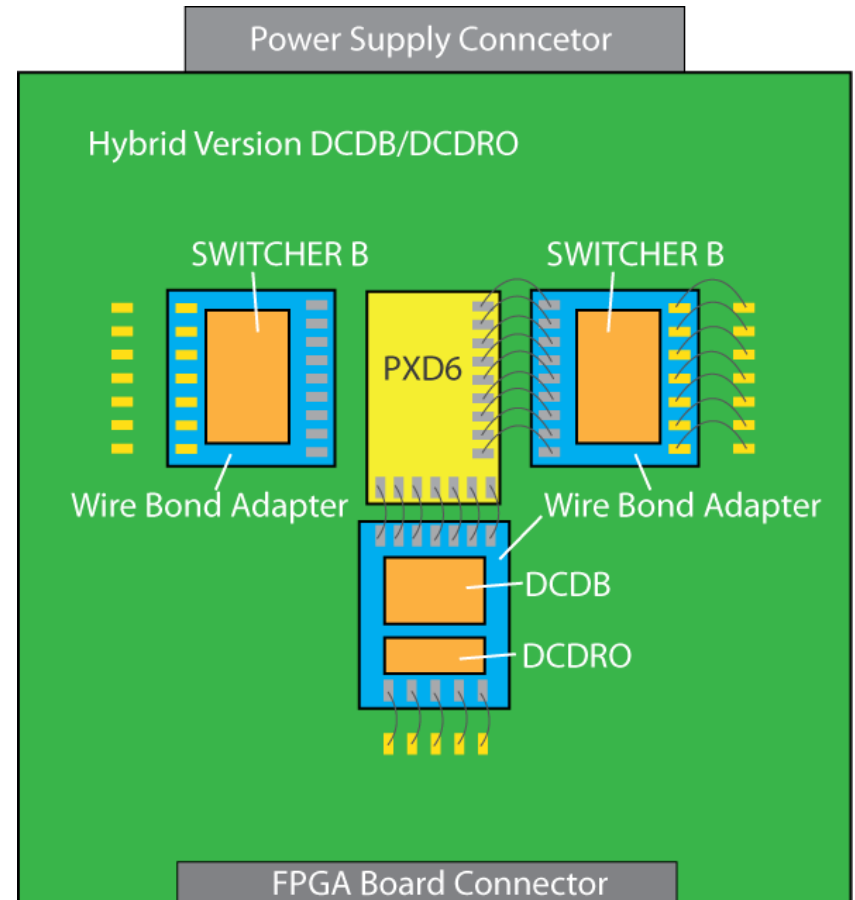 Power Supply Conncetor
Hybrid Version DCDB/DCDRO
SWITCHER B
SWITCHER B
PXD6
Wire Bond Adapter
Wire Bond Adapter
DCDB
DCDRO
FPGA Board Connector